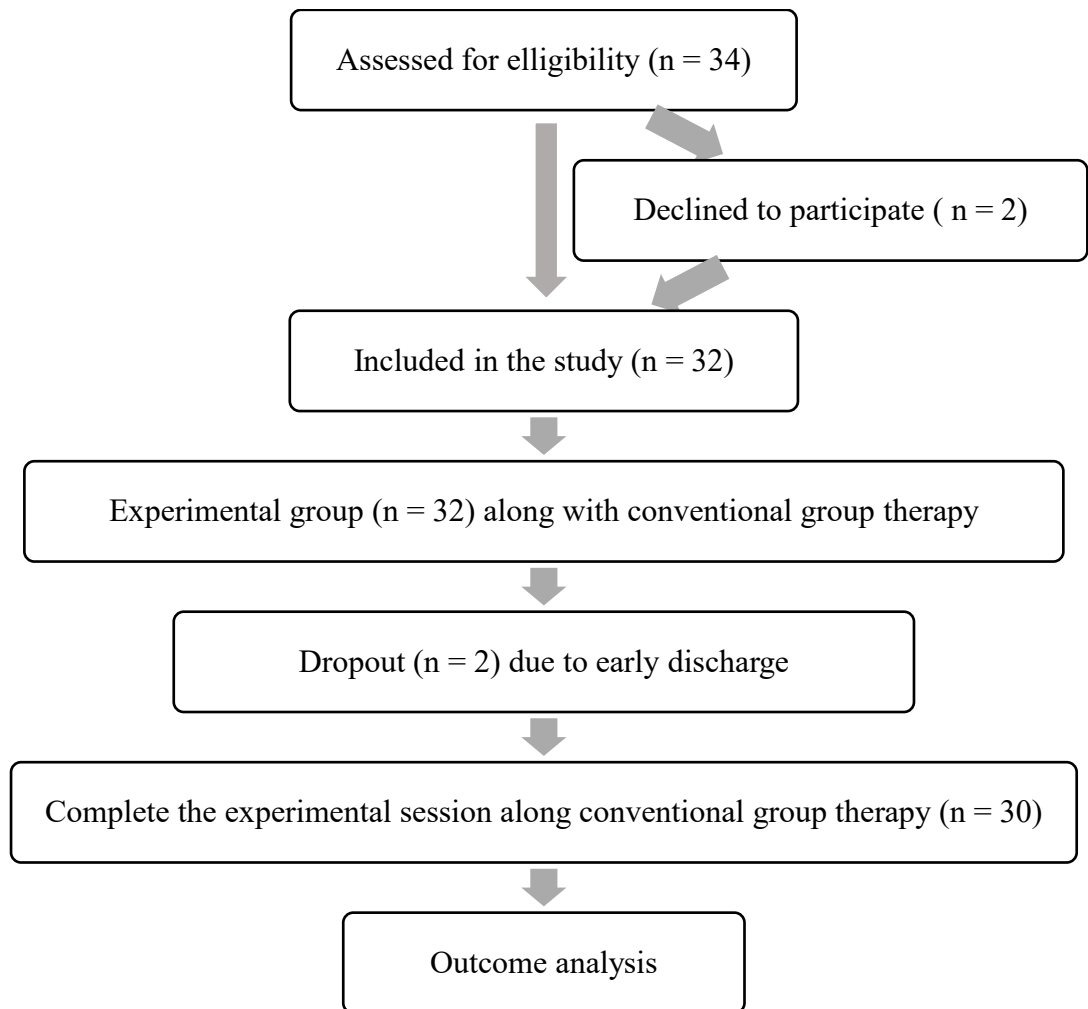 Assessed for elligibility (n = 34)
Declined to participate ( n = 2)
Included in the study (n = 32)
Experimental group (n = 32) along with conventional group therapy
Dropout (n = 2) due to early discharge
Complete the experimental session along conventional group therapy (n = 30)
Outcome analysis